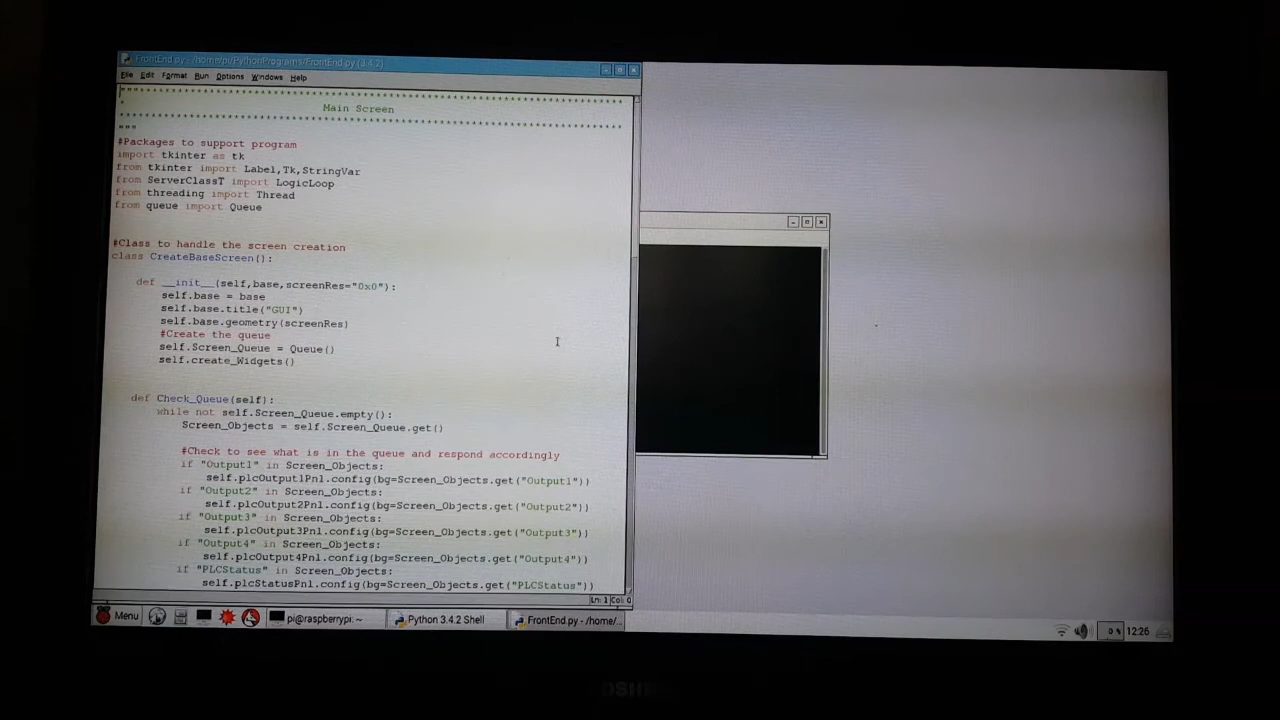 FrontEnd.py - /home/pi/PythonPrograms/FrontEnd.py (3.4.2)
File Edit Format Run Options Windows Help
"""***************************************************************************
* Main Screen
***************************************************************************
"""
#Packages to support program
import tkinter as tk
from tkinter import Label,Tk,StringVar
from ServerClassT import LogicLoop
from threading import Thread
from queue import Queue
#Class to handle the screen creation
class CreateBaseScreen():
def __init__(self,base,screenRes="0x0"):
self.base = base
self.base.title("GUI")
self.base.geometry(screenRes)
#Create the queue
self.Screen_Queue = Queue()
self.create_Widgets()
def Check_Queue(self):
while not self.Screen_Queue.empty():
Screen_Objects = self.Screen_Queue.get()
#Check to see what is in the queue and respond accordingly
if "Output1" in Screen_Objects:
self.plcOutput1Pnl.config(bg=Screen_Objects.get("Output1"))
if "Output2" in Screen_Objects:
self.plcOutput2Pnl.config(bg=Screen_Objects.get("Output2"))
if "Output3" in Screen_Objects:
self.plcOutput3Pnl.config(bg=Screen_Objects.get("Output3"))
if "Output4" in Screen_Objects:
self.plcOutput4Pnl.config(bg=Screen_Objects.get("Output4"))
if "PLCStatus" in Screen_Objects:
self.plcStatusPnl.config(bg=Screen_Objects.get("PLCStatus"))
Ln: 1 Col: 0
Menu pi@raspberrypi: ~ Python 3.4.2 Shell FrontEnd.py - /home/... 0 % 12:26